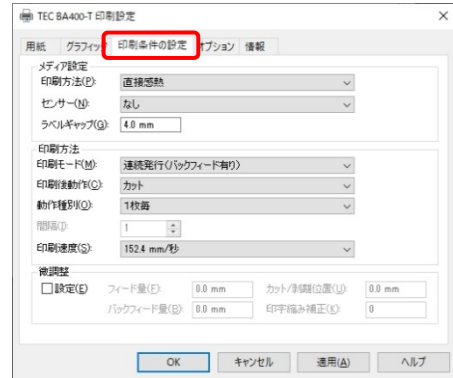 TEC BA400-T 印刷設定
用紙 グラフィック 印刷条件の設定 オプション 情報
メディア設定
印刷方法(P): 直接感熱
センサー(N): なし
ラベルギャップ(G): 4.0 mm
印刷方法
印刷モード(M): 連続発行(バックフィード有り)
印刷後動作(C): カット
動作種別(O): 1枚毎
間隔(I): 1
印刷速度(S): 152.4 mm/秒
微調整
設定(E) フィード量(F): 0.0 mm カット/剥離位置(U): 0.0 mm
バックフィード量(B): 0.0 mm 印字縮み補正(K): 0
OK キャンセル 適用(A) ヘルプ